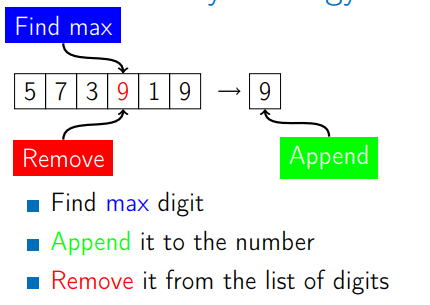 Find max
5 7 3 9 1 9 → 9
Remove
Append
Find max digit
Append it to the number
Remove it from the list of digits